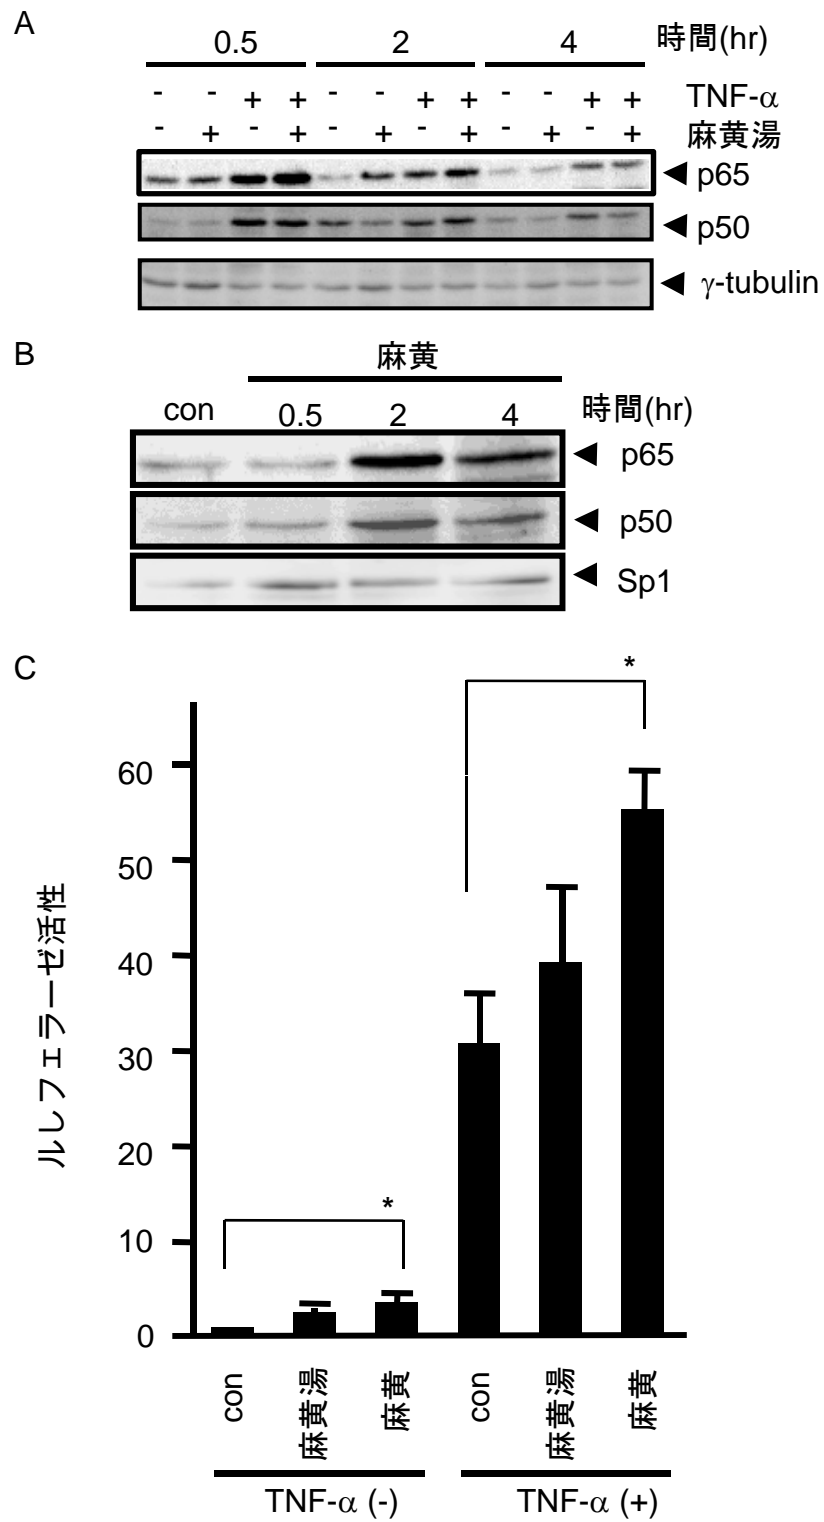 A
0.5 2 4 時間(hr)
- - + + - - + + - - + + TNF-α
- + - + - + - + - + - + 麻黄湯
p65
p50
γ-tubulin
B
麻黄
con 0.5 2 4 時間(hr)
p65
p50
Sp1
C
*
60
50
40
30
20
10
0
ルしフェラーゼ活性
*
con 麻黄湯 麻黄 con 麻黄湯 麻黄
TNF-α (-) TNF-α (+)